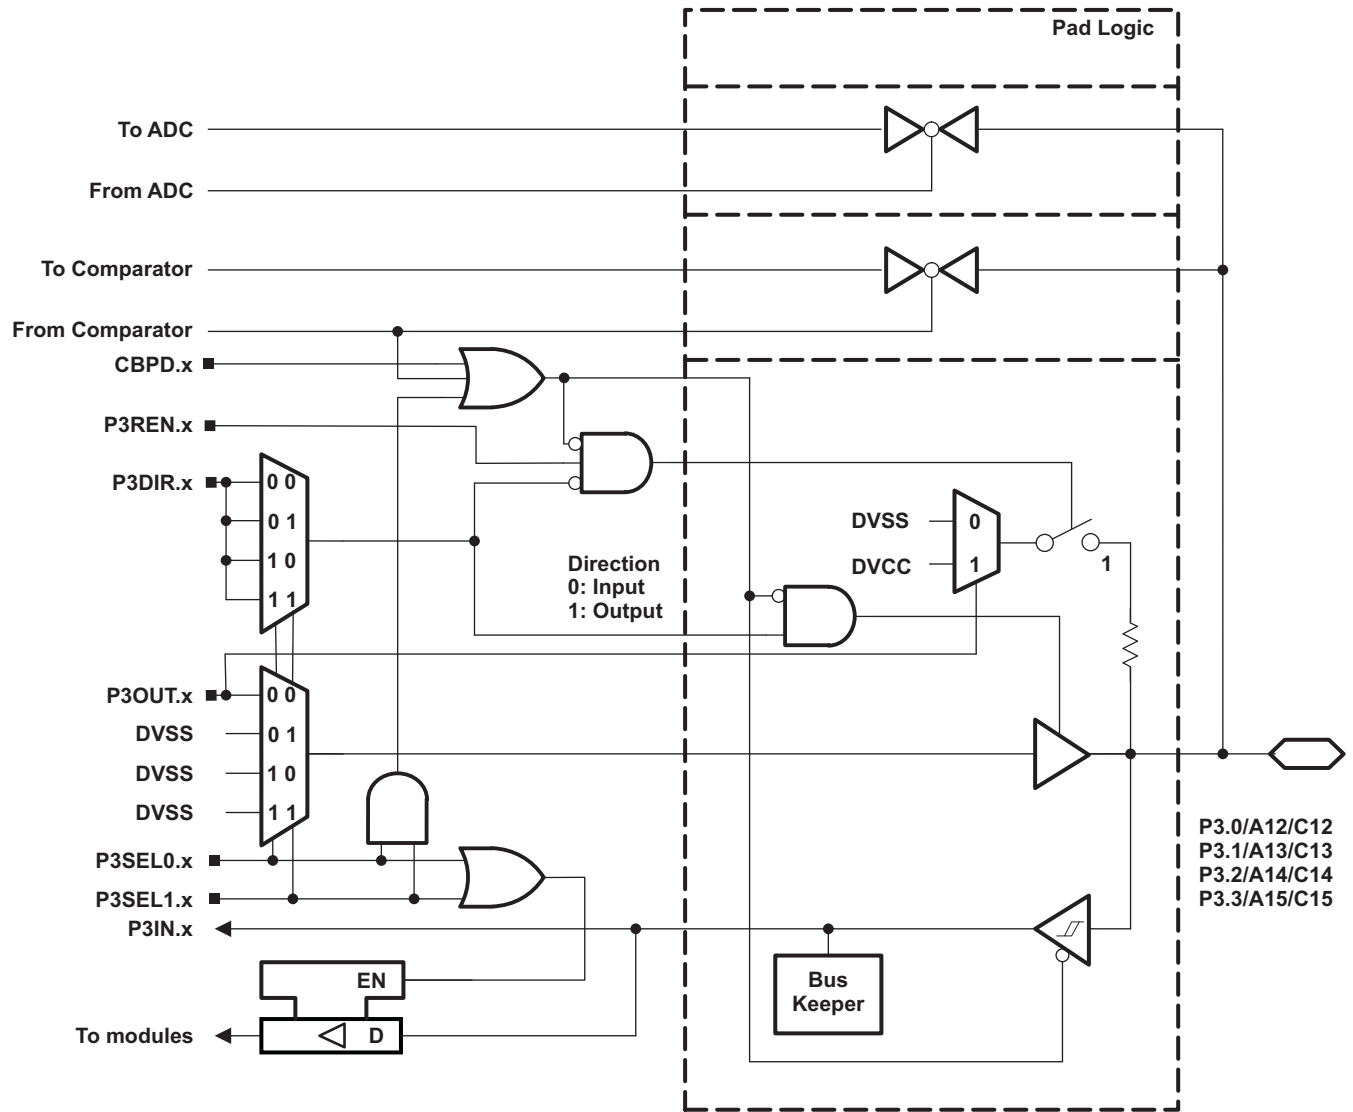 Pad Logic
To ADC
From ADC
To Comparator
From Comparator
CBPD.x
P3REN.x
P3DIR.x
0 0
0 1
1 0
1 1
DVSS
0
DVCC
1
1
Direction
0: Input
1: Output
P3OUT.x
0 0
DVSS
0 1
DVSS
1 0
DVSS
1 1
P3SEL0.x
P3SEL1.x
P3IN.x
P3.0/A12/C12
P3.1/A13/C13
P3.2/A14/C14
P3.3/A15/C15
EN
Bus
Keeper
To modules
D